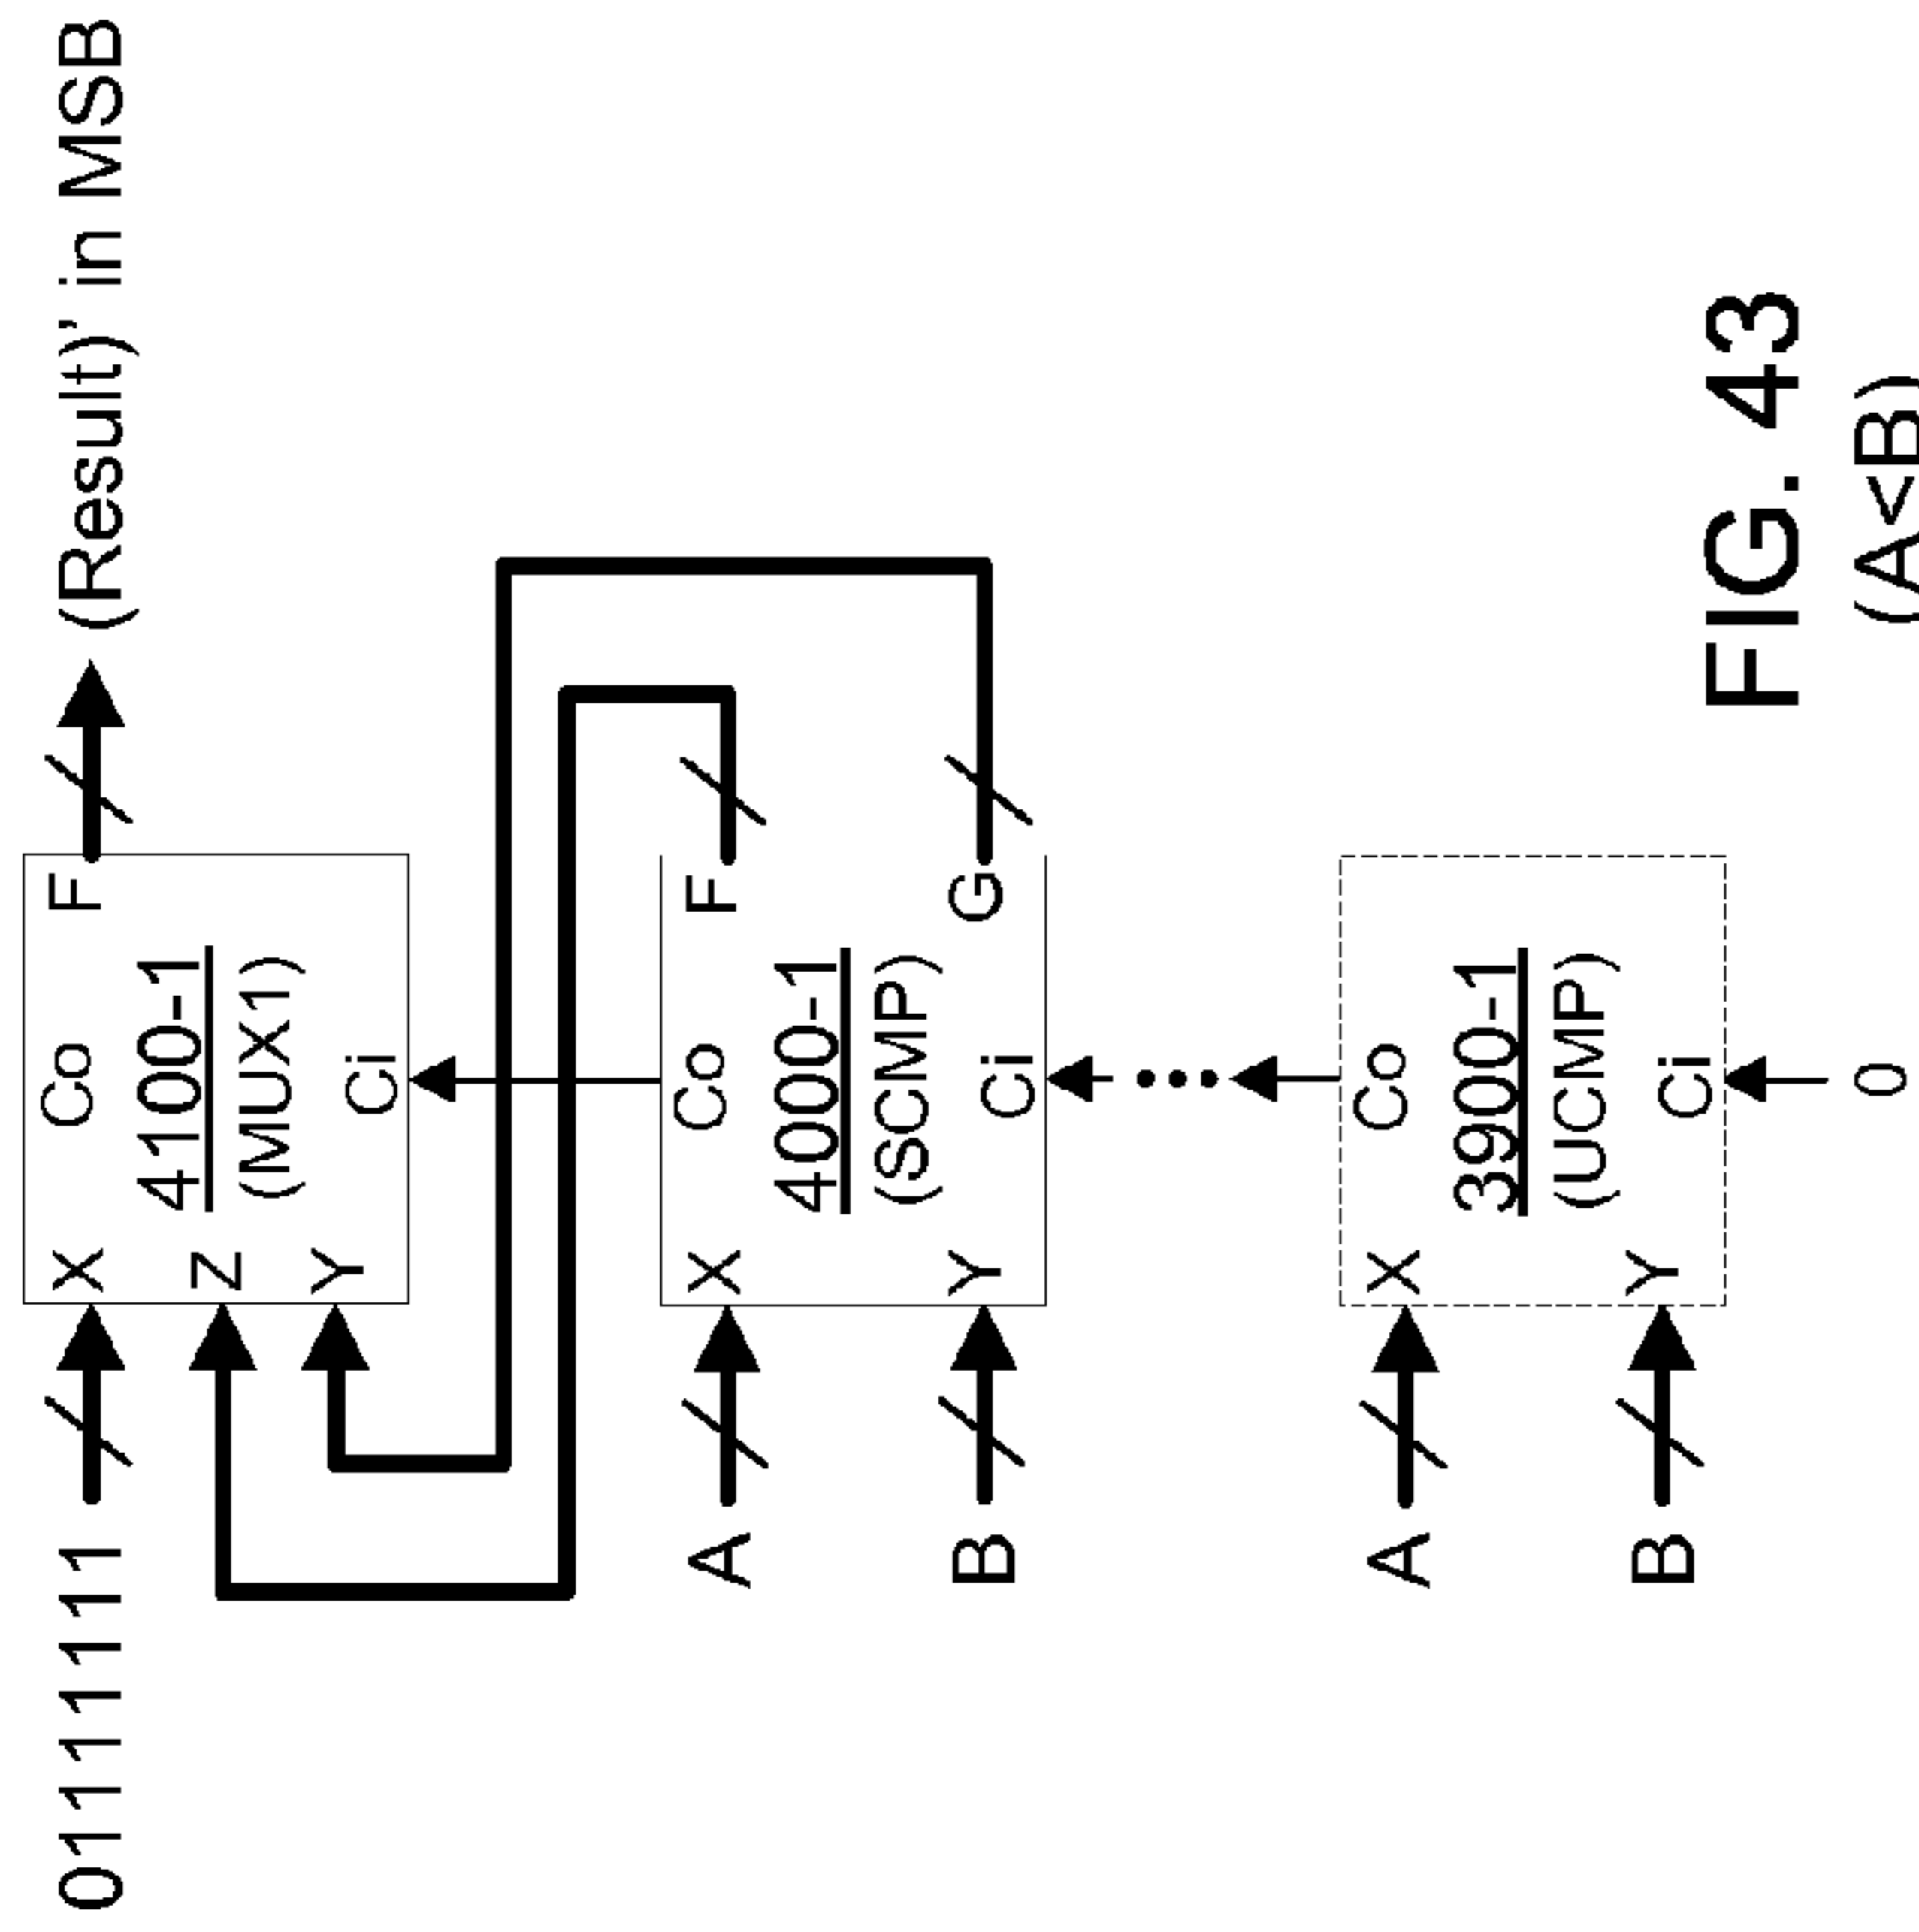 01111111
X
Co
F
(Result)' in MSB
4100-1
Z
(MUX1)
Y
Ci
A
X
Co
F
4000-1
(SCMP)
B
Y
Ci
G
A
X
Co
3900-1
(UCMP)
B
Y
Ci
0
FIG. 43
(A<B)